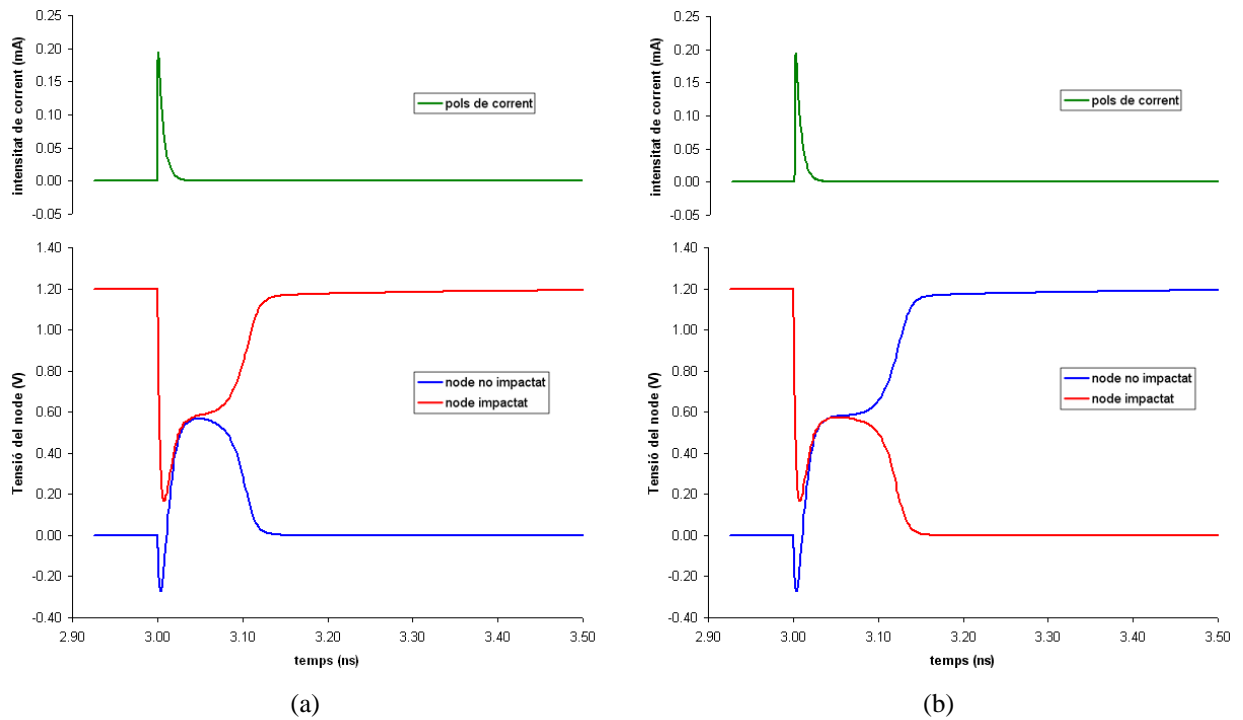 intensitat de corrent (mA)
0.25
0.20
0.15
0.10
0.05
0.00
-0.05
pols de corrent
Tensió del node (V)
1.40
1.20
1.00
0.80
0.60
0.40
0.20
0.00
-0.20
-0.40
node no impactat
node impactat
2.90 3.00 3.10 3.20 3.30 3.40 3.50
temps (ns)
(a)
intensitat de corrent (mA)
0.25
0.20
0.15
0.10
0.05
0.00
-0.05
pols de corrent
Tensió del node (V)
1.40
1.20
1.00
0.80
0.60
0.40
0.20
0.00
-0.20
-0.40
node no impactat
node impactat
2.90 3.00 3.10 3.20 3.30 3.40 3.50
temps (ns)
(b)